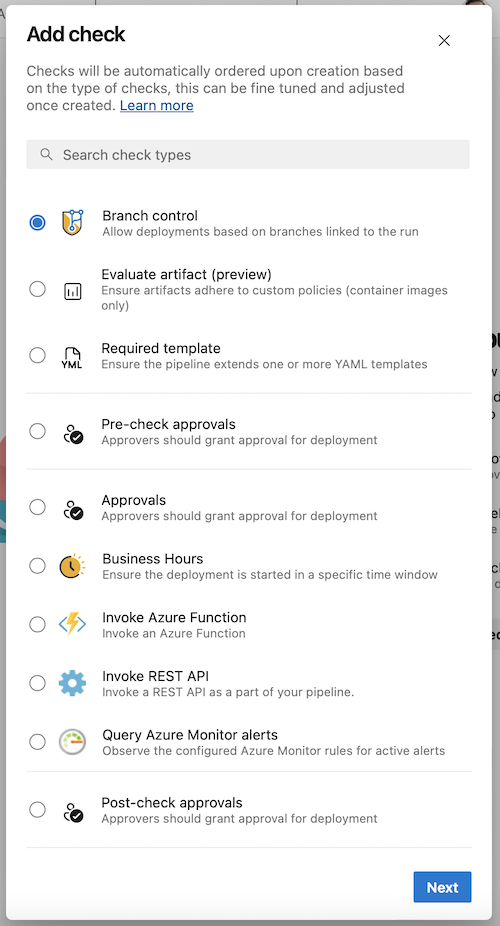 Add check
Checks will be automatically ordered upon creation based
on the type of checks, this can be fine tuned and adjusted
once created. Learn more
Search check types
Branch control
Allow deployments based on branches linked to the run
Evaluate artifact (preview)
Ensure artifacts adhere to custom policies (container images
only)
YML
Required template
Ensure the pipeline extends one or more YAML templates
Pre-check approvals
Approvers should grant approval for deployment
Approvals
Approvers should grant approval for deployment
Business Hours
Ensure the deployment is started in a specific time window
Invoke Azure Function
Invoke an Azure Function
Invoke REST API
Invoke a REST API as a part of your pipeline.
Query Azure Monitor alerts
Observe the configured Azure Monitor rules for active alerts
Post-check approvals
Approvers should grant approval for deployment
Next